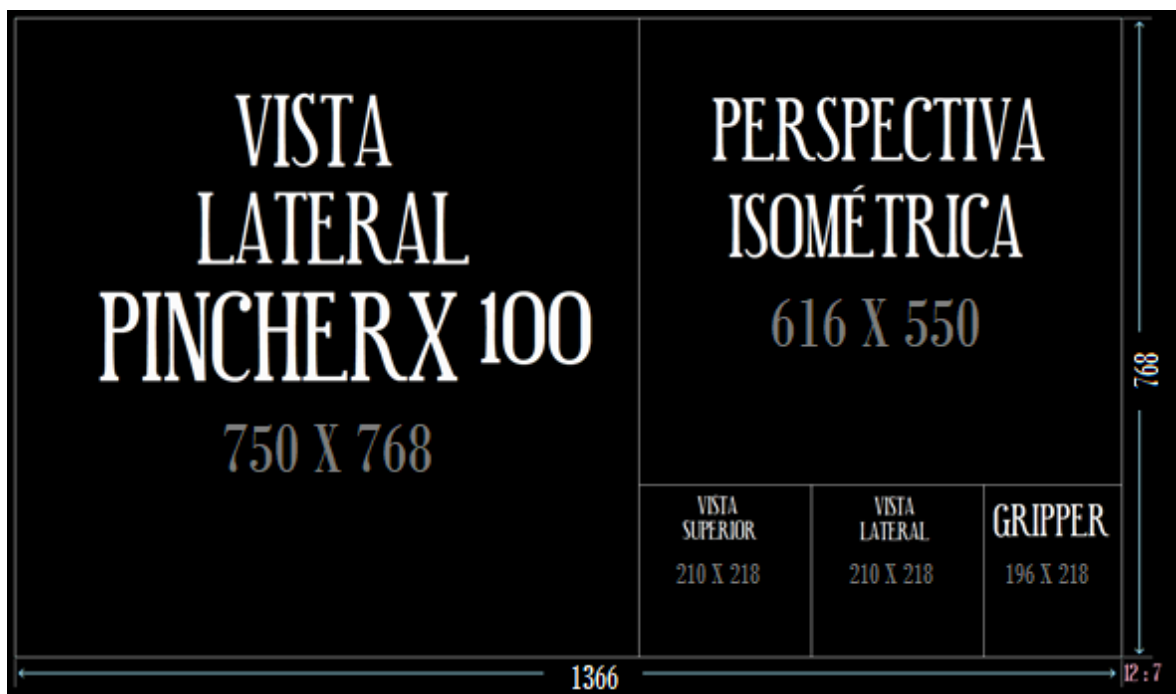 VISTA
LATERAL
PINCHERX 100
750 X 768
PERSPECTIVA
ISOMÉTRICA
616 X 550
VISTA
SUPERIOR
210 X 218
VISTA
LATERAL
210 X 218
GRIPPER
196 X 218
768
1366
12 : 7